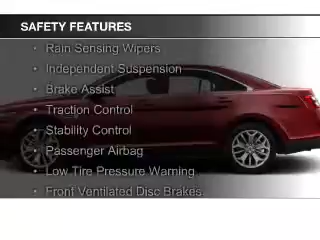 SAFETY FEATURES
• Rain Sensing Wipers
• Independent Suspension
• Brake Assist
• Traction Control
• Stability Control
• Passenger Airbag
• Low Tire Pressure Warning
• Front Ventilated Disc Brakes